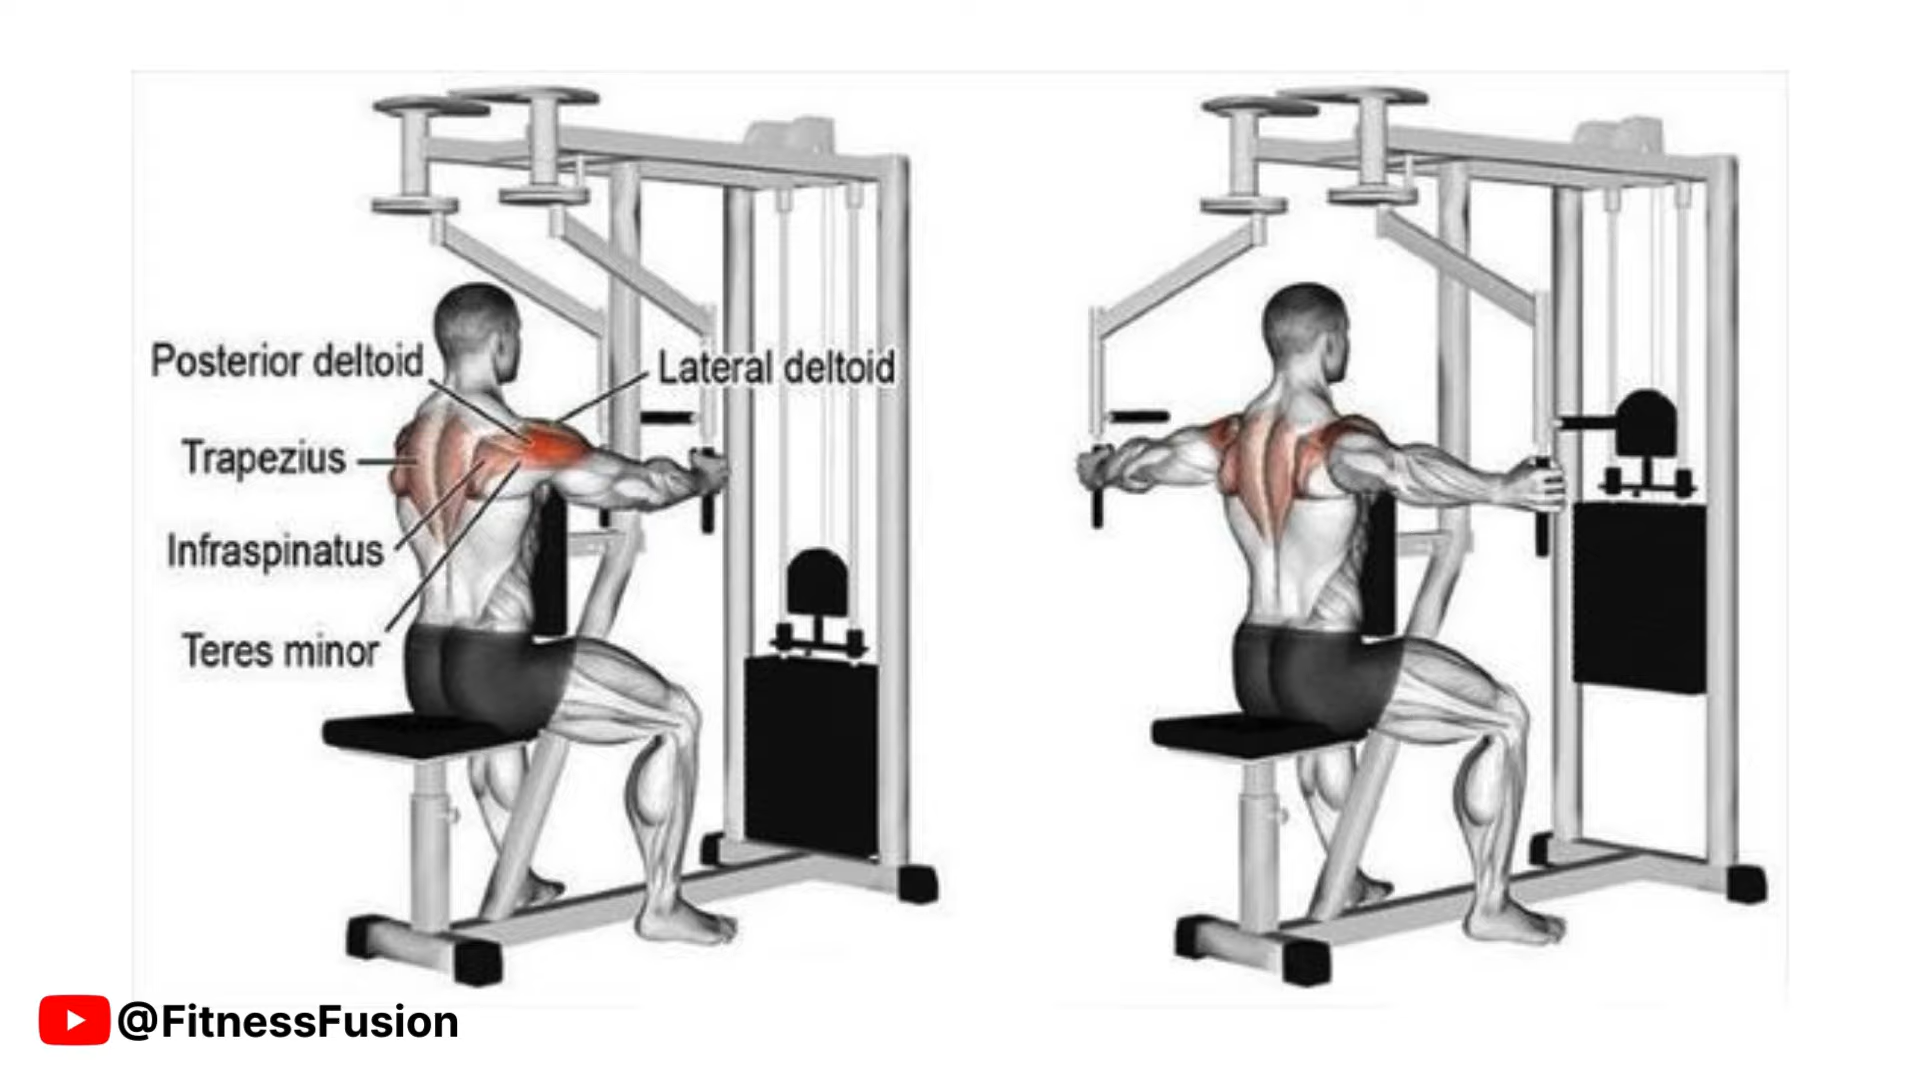 Posterior deltoid
Lateral deltoid
Trapezius
Infraspinatus
Teres minor
@FitnessFusion